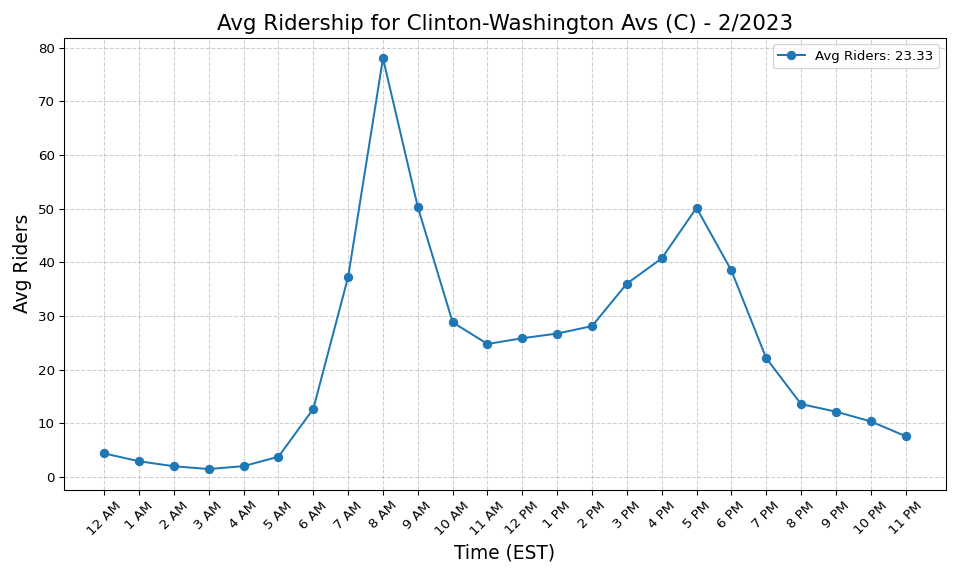 Avg Ridership for Clinton-Washington Avs (C) - 2/2023
Avg Riders: 23.33
80
70
60
50
40
30
20
10
0
Avg Riders
12 AM
1 AM
2 AM
3 AM
4 AM
5 AM
6 AM
7 AM
8 AM
9 AM
10 AM
11 AM
12 PM
1 PM
2 PM
3 PM
4 PM
5 PM
6 PM
7 PM
8 PM
9 PM
10 PM
11 PM
Time (EST)